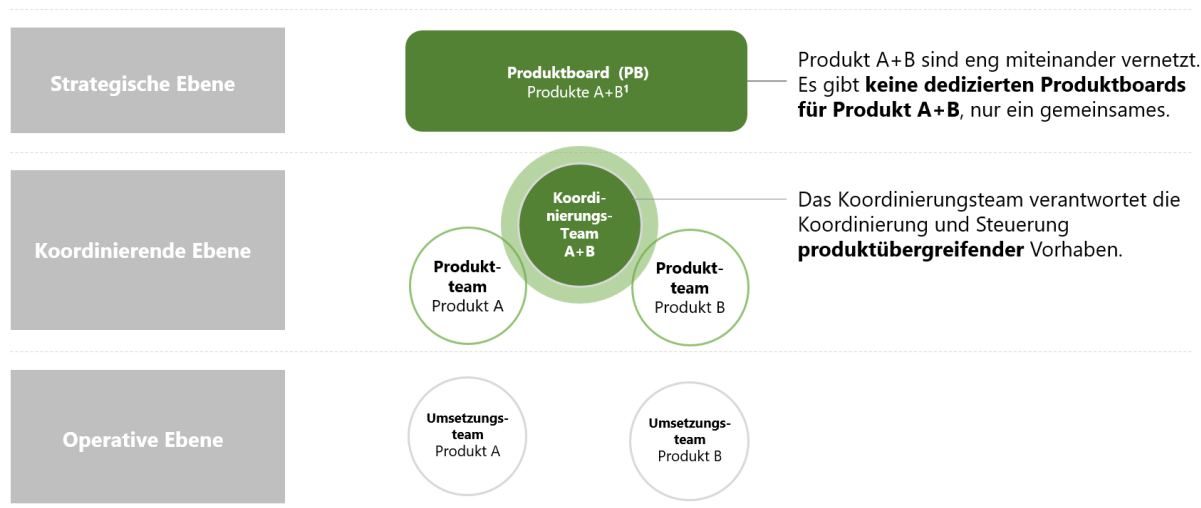 Strategische Ebene
Produktboard (PB)
Produkte A+B¹
Produkt A+B sind eng miteinander vernetzt.
Es gibt keine dedizierten Produktboards
für Produkt A+B, nur ein gemeinsames.
Koordinierende Ebene
Koordi-
nierungs-
Team
A+B
Produkt-
team
Produkt A
Produkt-
team
Produkt B
Das Koordinierungsteam verantwortet die
Koordinierung und Steuerung
produktübergreifender Vorhaben.
Operative Ebene
Umsetzungs-
team
Produkt A
Umsetzungs-
team
Produkt B